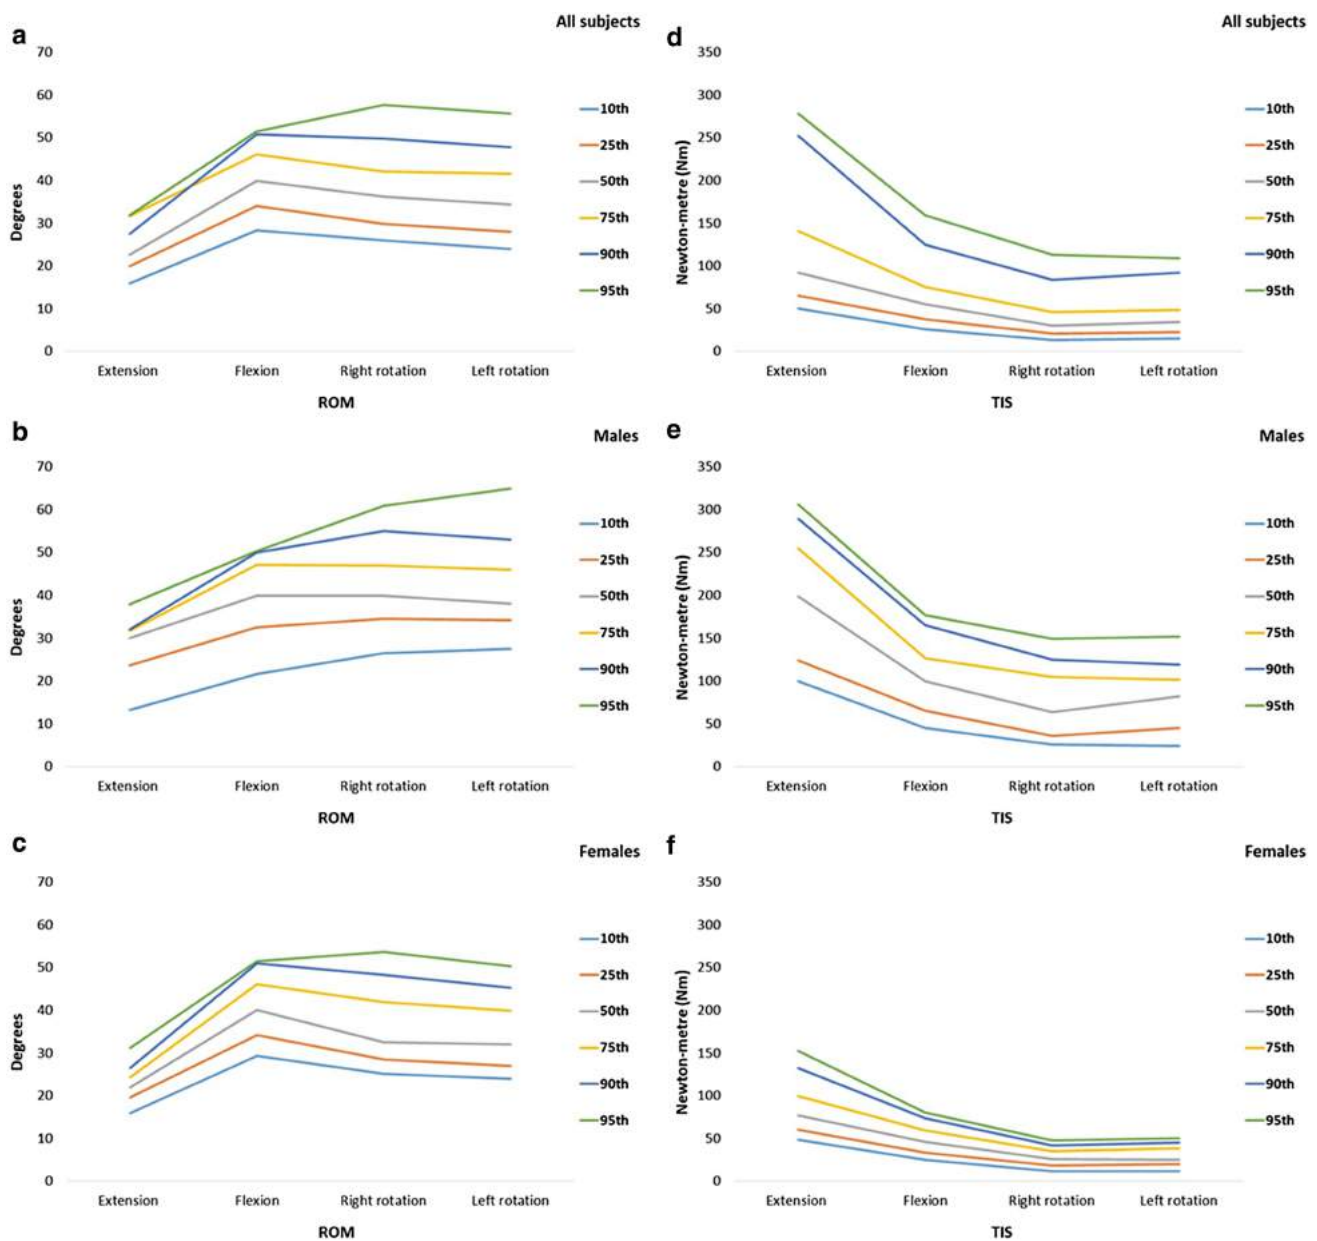 a
All subjects
70
60
50
40
30
20
10
0
Degrees
Extension Flexion Right rotation Left rotation
ROM
10th
25th
50th
75th
90th
95th
d
All subjects
350
300
250
200
150
100
50
0
Newton-metre (Nm)
Extension Flexion Right rotation Left rotation
TIS
10th
25th
50th
75th
90th
95th
b
Males
70
60
50
40
30
20
10
0
Degrees
Extension Flexion Right rotation Left rotation
ROM
10th
25th
50th
75th
90th
95th
e
Males
350
300
250
200
150
100
50
0
Newton-metre (Nm)
Extension Flexion Right rotation Left rotation
TIS
10th
25th
50th
75th
90th
95th
c
Females
70
60
50
40
30
20
10
0
Degrees
Extension Flexion Right rotation Left rotation
ROM
10th
25th
50th
75th
90th
95th
f
Females
350
300
250
200
150
100
50
0
Newton-metre (Nm)
Extension Flexion Right rotation Left rotation
TIS
10th
25th
50th
75th
90th
95th